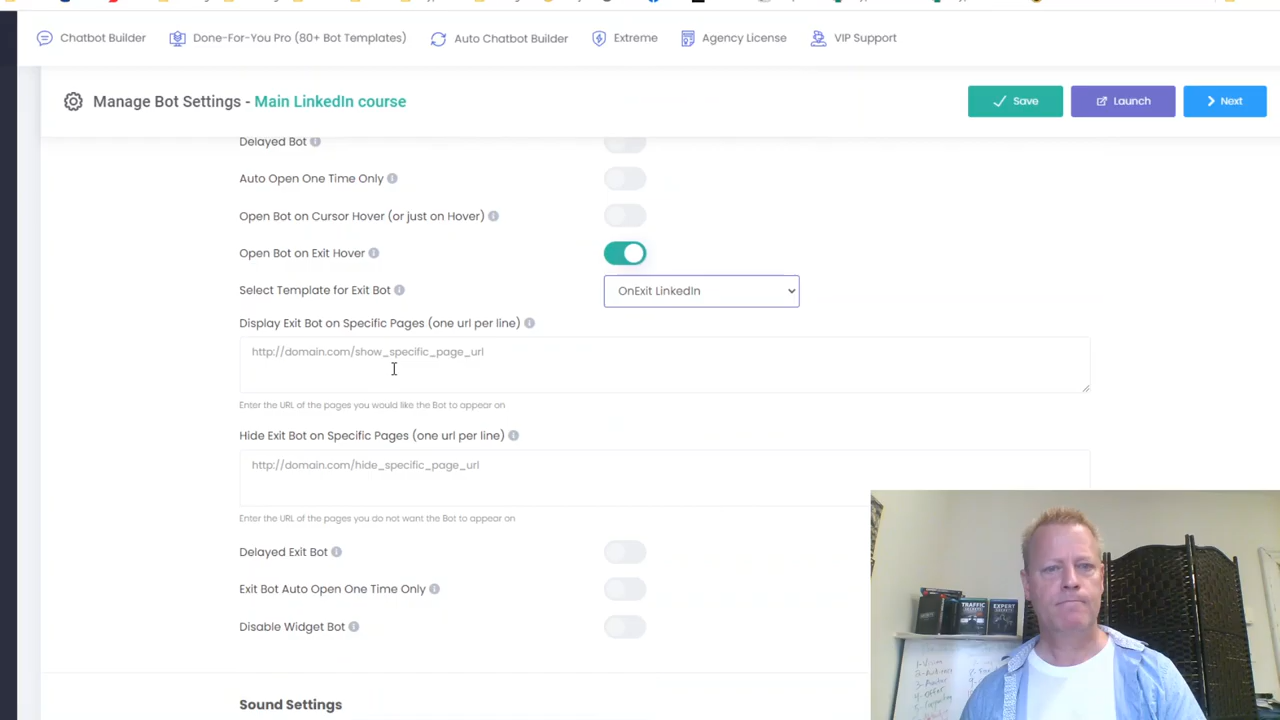 Chatbot Builder Done-For-You Pro (80+ Bot Templates) Auto Chatbot Builder Extreme Agency License VIP Support
Manage Bot Settings - Main LinkedIn course Save Launch Next
Delayed Bot
Auto Open One Time Only
Open Bot on Cursor Hover (or just on Hover)
Open Bot on Exit Hover
Select Template for Exit Bot OnExit LinkedIn
Display Exit Bot on Specific Pages (one url per line)
http://domain.com/show_specific_page_url
Enter the URL of the pages you would like the Bot to appear on
Hide Exit Bot on Specific Pages (one url per line)
http://domain.com/hide_specific_page_url
Enter the URL of the pages you do not want the Bot to appear on
Delayed Exit Bot
Exit Bot Auto Open One Time Only
Disable Widget Bot
Sound Settings
TRAFFIC
SECRETS
EXPERT
SECRETS